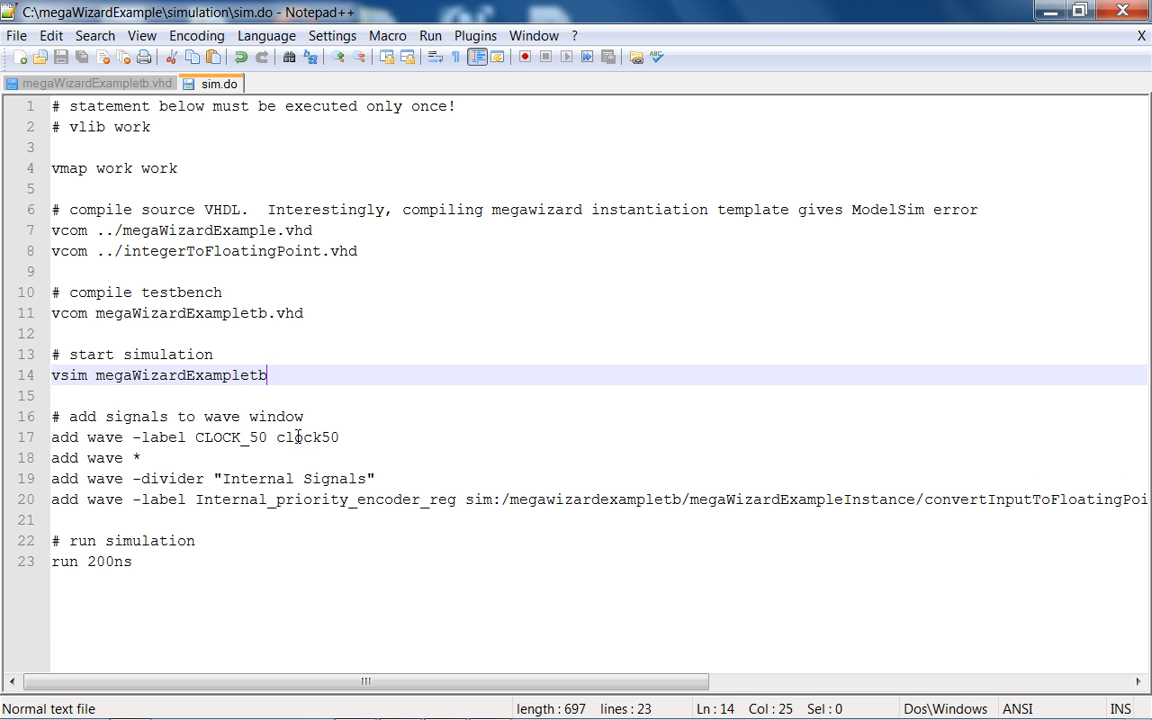 C:\megaWizardExample\simulation\sim.do - Notepad++
File Edit Search View Encoding Language Settings Macro Run Plugins Window ? X
megaWizardExampletb.vhd sim.do
1 # statement below must be executed only once!
2 # vlib work
3
4 vmap work work
5
6 # compile source VHDL.  Interestingly, compiling megawizard instantiation template gives ModelSim error
7 vcom ../megaWizardExample.vhd
8 vcom ../integerToFloatingPoint.vhd
9
10 # compile testbench
11 vcom megaWizardExampletb.vhd
12
13 # start simulation
14 vsim megaWizardExampletb
15
16 # add signals to wave window
17 add wave -label CLOCK_50 clock50
18 add wave *
19 add wave -divider "Internal Signals"
20 add wave -label Internal_priority_encoder_reg sim:/megawizardexampletb/megaWizardExampleInstance/convertInputToFloatingPoi
21
22 # run simulation
23 run 200ns
Normal text file length : 697 lines : 23 Ln : 14 Col : 25 Sel : 0 Dos\Windows ANSI INS